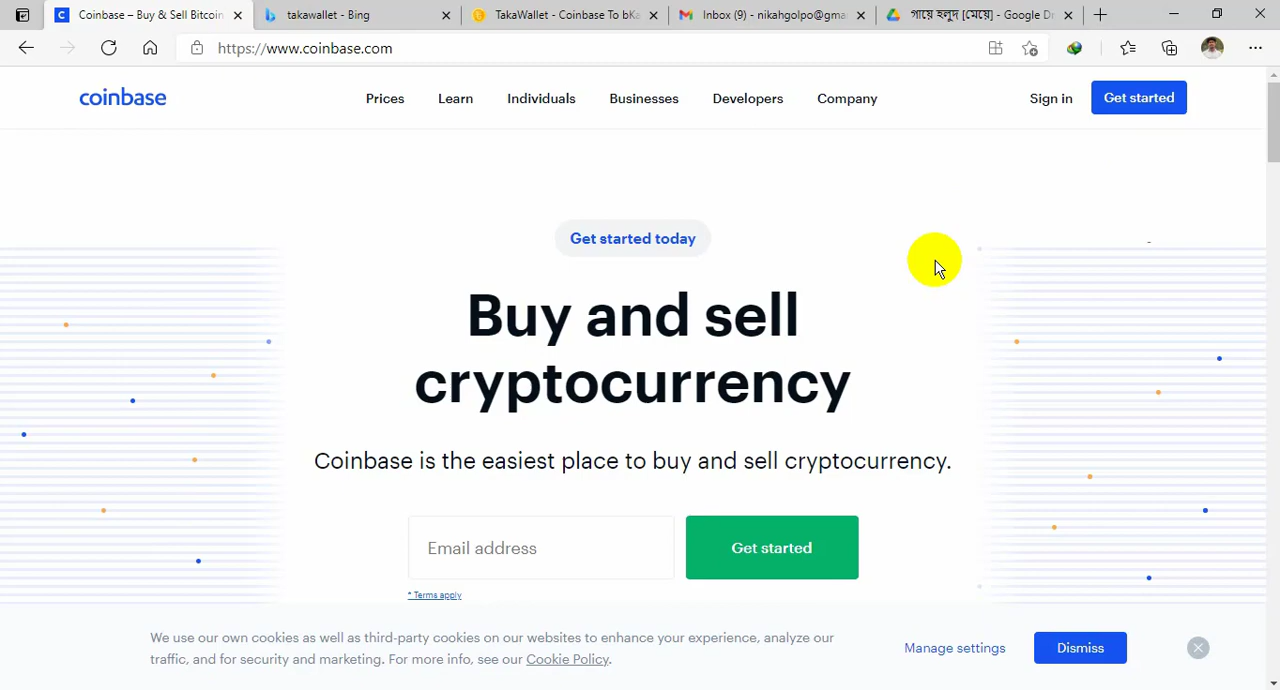 Coinbase – Buy & Sell Bitcoin
takawallet - Bing
TakaWallet - Coinbase To bKa
Inbox (9) - nikahgolpo@gma
গায়ে হলুদ [মেয়ে] - Google Dr
https://www.coinbase.com
coinbase
Prices
Learn
Individuals
Businesses
Developers
Company
Sign in
Get started
Get started today
Buy and sell
cryptocurrency
Coinbase is the easiest place to buy and sell cryptocurrency.
Email address
Get started
* Terms apply
We use our own cookies as well as third-party cookies on our websites to enhance your experience, analyze our
traffic, and for security and marketing. For more info, see our Cookie Policy.
Manage settings
Dismiss